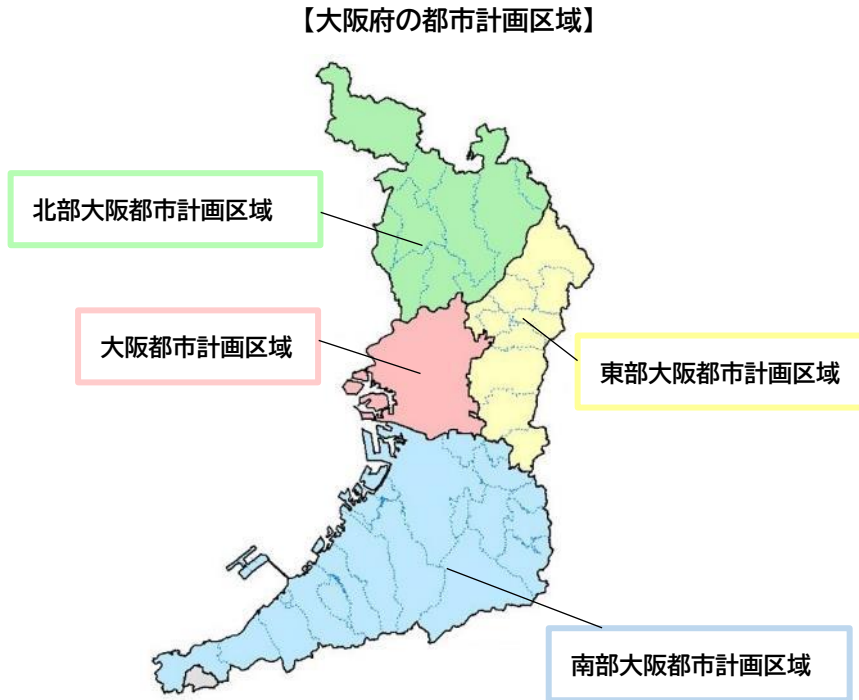 【大阪府の都市計画区域】
北部大阪都市計画区域
大阪都市計画区域
東部大阪都市計画区域
南部大阪都市計画区域